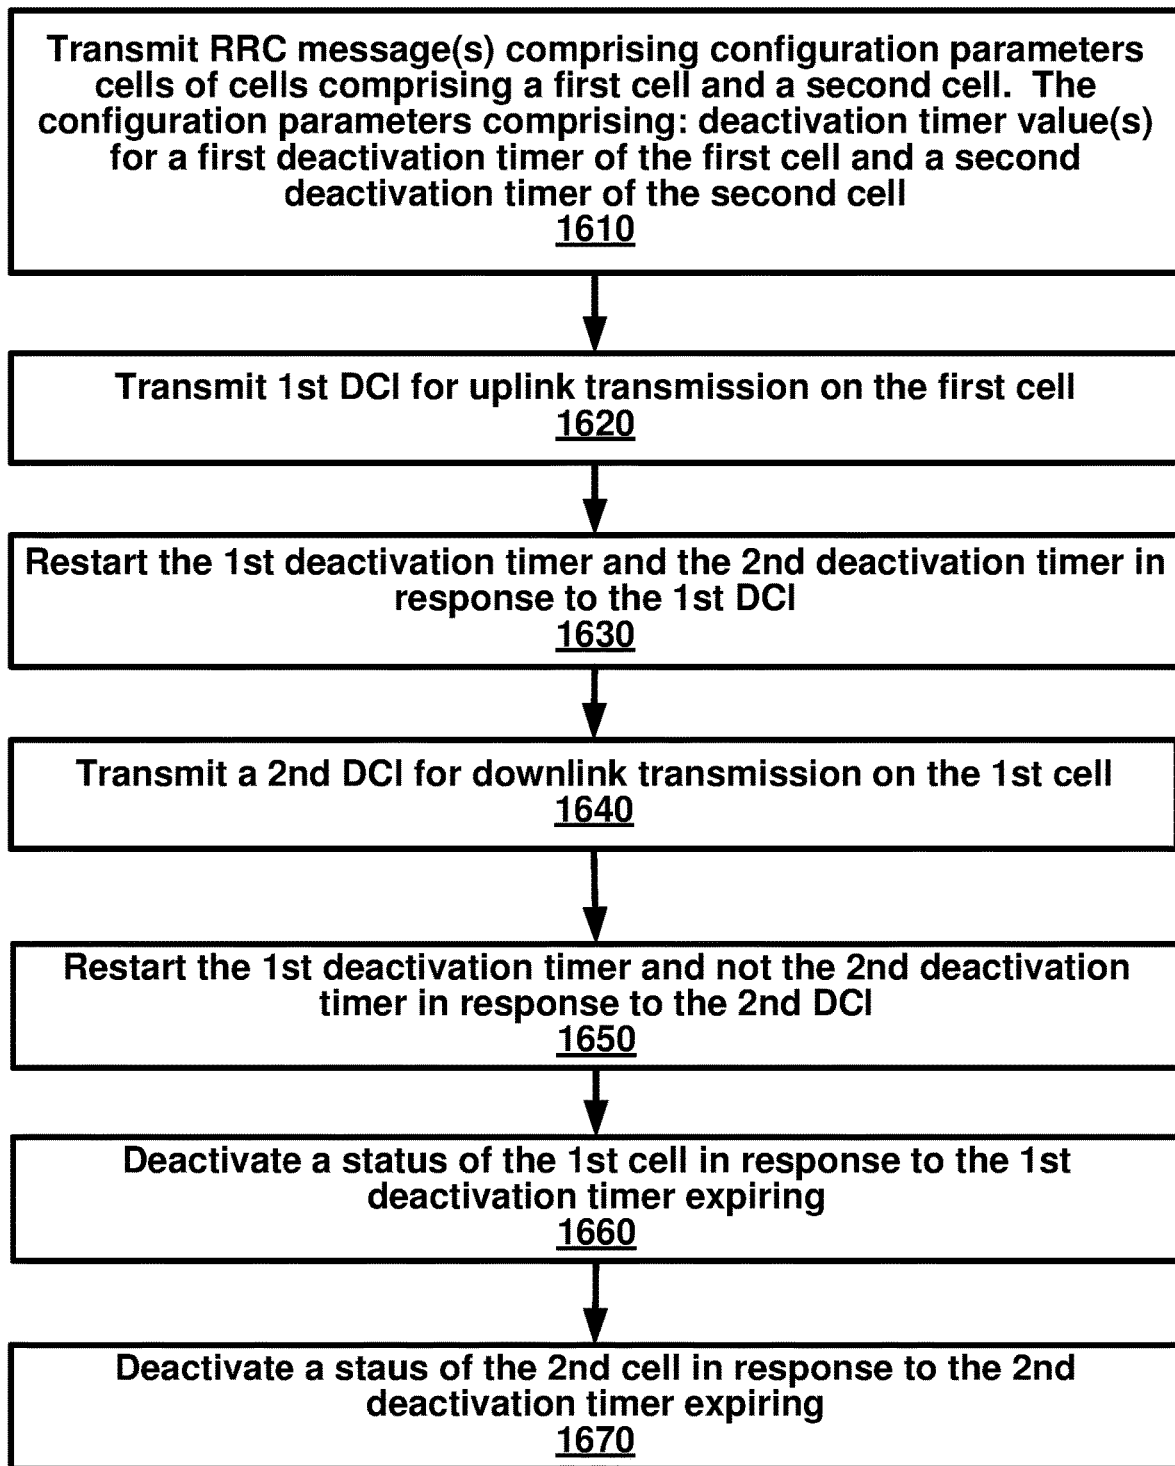 Transmit RRC message(s) comprising configuration parameters
cells of cells comprising a first cell and a second cell.  The
configuration parameters comprising: deactivation timer value(s)
for a first deactivation timer of the first cell and a second
deactivation timer of the second cell
1610
Transmit 1st DCI for uplink transmission on the first cell
1620
Restart the 1st deactivation timer and the 2nd deactivation timer in
response to the 1st DCI
1630
Transmit a 2nd DCI for downlink transmission on the 1st cell
1640
Restart the 1st deactivation timer and not the 2nd deactivation
timer in response to the 2nd DCI
1650
Deactivate a status of the 1st cell in response to the 1st
deactivation timer expiring
1660
Deactivate a staus of the 2nd cell in response to the 2nd
deactivation timer expiring
1670